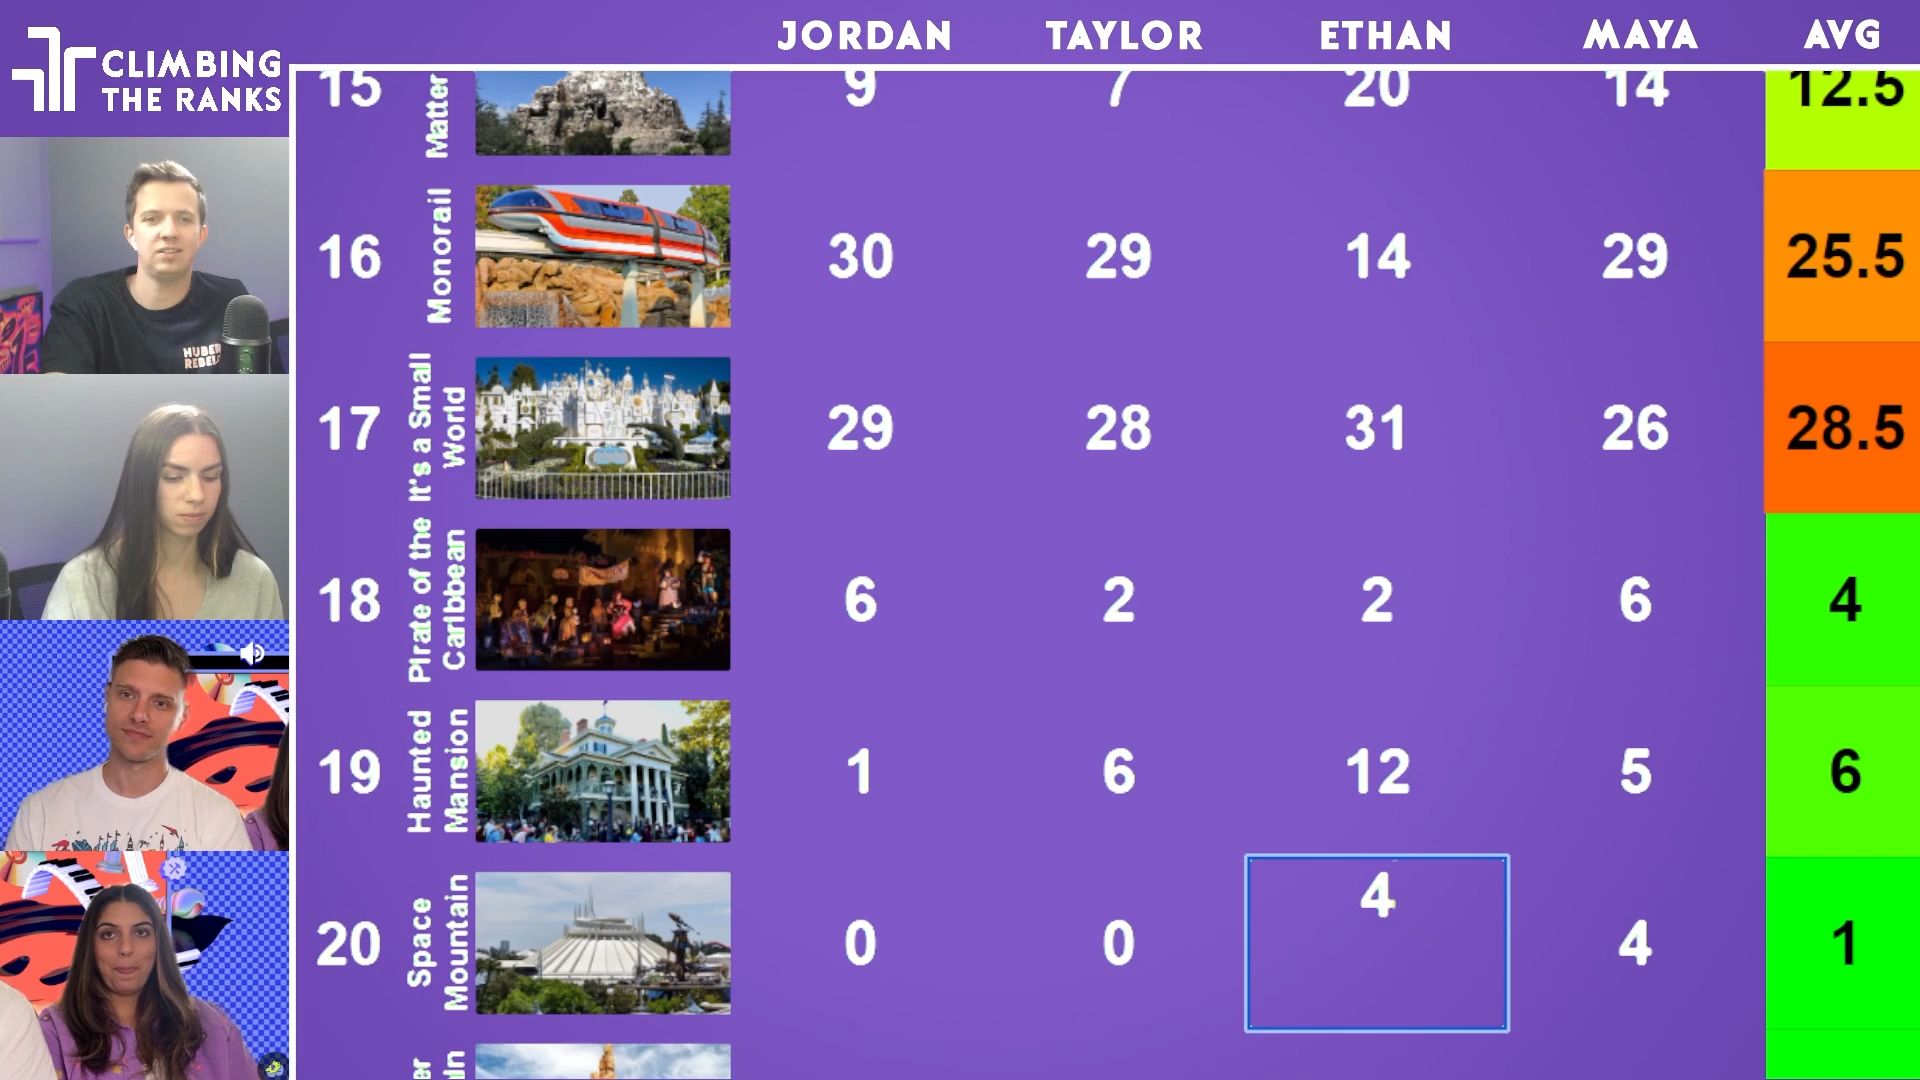 CLIMBING
THE RANKS
JORDAN TAYLOR ETHAN MAYA AVG
15 Matter 9 7 20 14 12.5
16 Monorail 30 29 14 29 25.5
17 It's a Small World 29 28 31 26 28.5
18 Pirate of the Caribbean 6 2 2 6 4
19 Haunted Mansion 1 6 12 5 6
20 Space Mountain 0 0 4 4 1
HUBER
REBELS